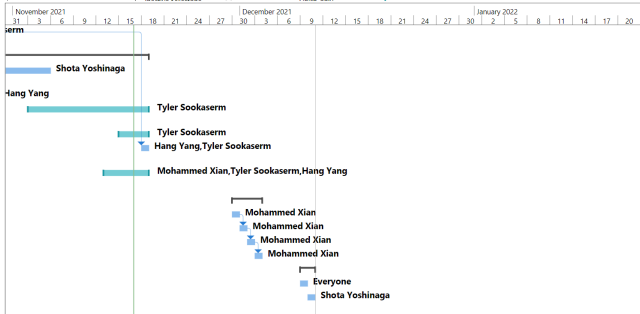 November 2021 December 2021 January 2022
31 3 6 9 12 15 18 21 24 27 30 3 6 9 12 15 18 21 24 27 30 2 5 8 11 14 17 20
serm
Shota Yoshinaga
Hang Yang
Tyler Sookaserm
Tyler Sookaserm
Hang Yang,Tyler Sookaserm
Mohammed Xian,Tyler Sookaserm,Hang Yang
Mohammed Xian
Mohammed Xian
Mohammed Xian
Mohammed Xian
Everyone
Shota Yoshinaga